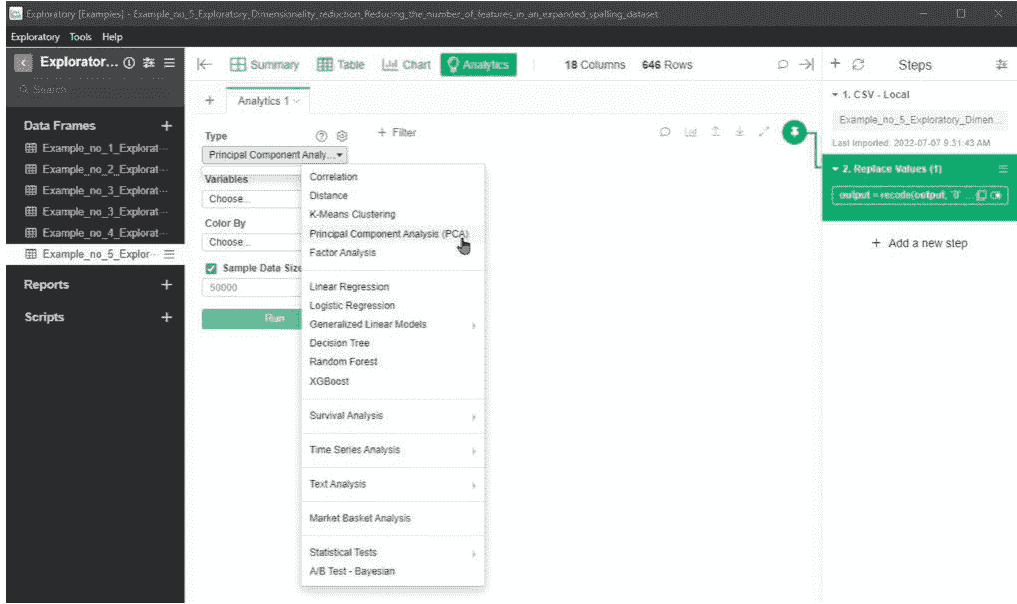 Exploratory [Examples] - Example_no_5_Exploratory_Dimensionality_reduction_Reducing_the_number_of_features_in_an_expanded_spalling_dataset
Exploratory Tools Help
Explorator...
Search
Data Frames +
Example_no_1_Explorat...
Example_no_2_Explorat...
Example_no_3_Explorat...
Example_no_3_Explorat...
Example_no_4_Explorat...
Example_no_5_Explor...
Reports +
Scripts +
Summary Table Chart Analytics 18 Columns 646 Rows
+ Analytics 1
Type + Filter
Principal Component Analy...
Variables
Choose...
Color By
Choose...
Sample Data Size
50000
Run
Correlation
Distance
K-Means Clustering
Principal Component Analysis (PCA)
Factor Analysis
Linear Regression
Logistic Regression
Generalized Linear Models
Decision Tree
Random Forest
XGBoost
Survival Analysis
Time Series Analysis
Text Analysis
Market Basket Analysis
Statistical Tests
A/B Test - Bayesian
+ Steps
1. CSV - Local
Example_no_5_Exploratory_Dimen...
Last Imported: 2022-07-07 9:31:43 AM
2. Replace Values (1)
output = recode(output, "0" ...
+ Add a new step